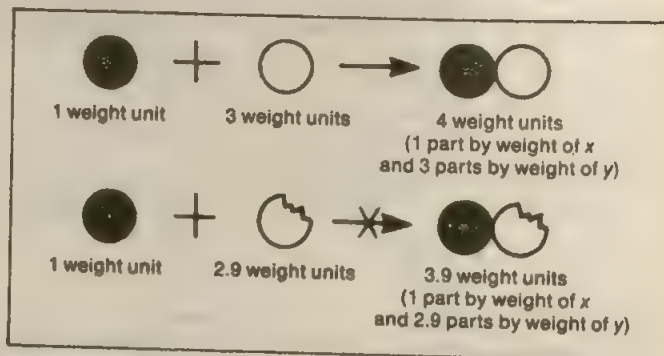 1 weight unit
3 weight units
4 weight units
(1 part by weight of x
and 3 parts by weight of y)
1 weight unit
2.9 weight units
3.9 weight units
(1 part by weight of x
and 2.9 parts by weight of y)